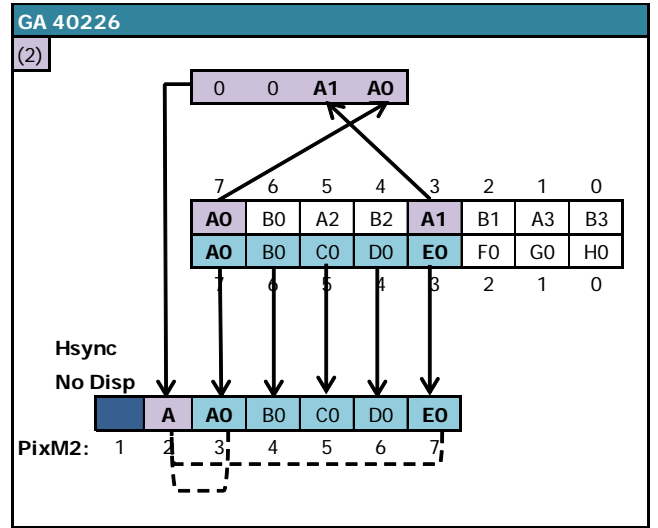 GA 40226
(2)
0 0 A1 A0
7 6 5 4 3 2 1 0
A0 B0 A2 B2 A1 B1 A3 B3
A0 B0 C0 D0 E0 F0 G0 H0
7 6 5 4 3 2 1 0
Hsync
No Disp
A A0 B0 C0 D0 E0
PixM2: 1 2 3 4 5 6 7